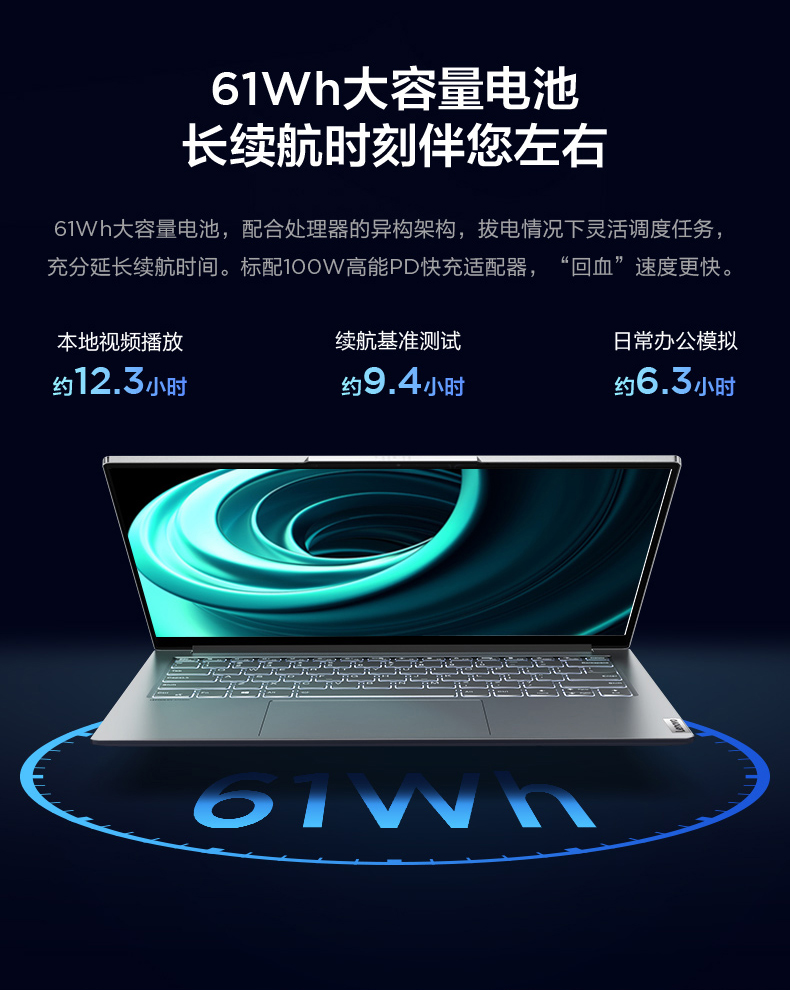 61Wh大容量电池
长续航时刻伴您左右
61Wh大容量电池，配合处理器的异构架构，拔电情况下灵活调度任务，
充分延长续航时间。标配100W高能PD快充适配器，“回血”速度更快。
本地视频播放 续航基准测试 日常办公模拟
约12.3小时 约9.4小时 约6.3小时
Lenovo
61Wh